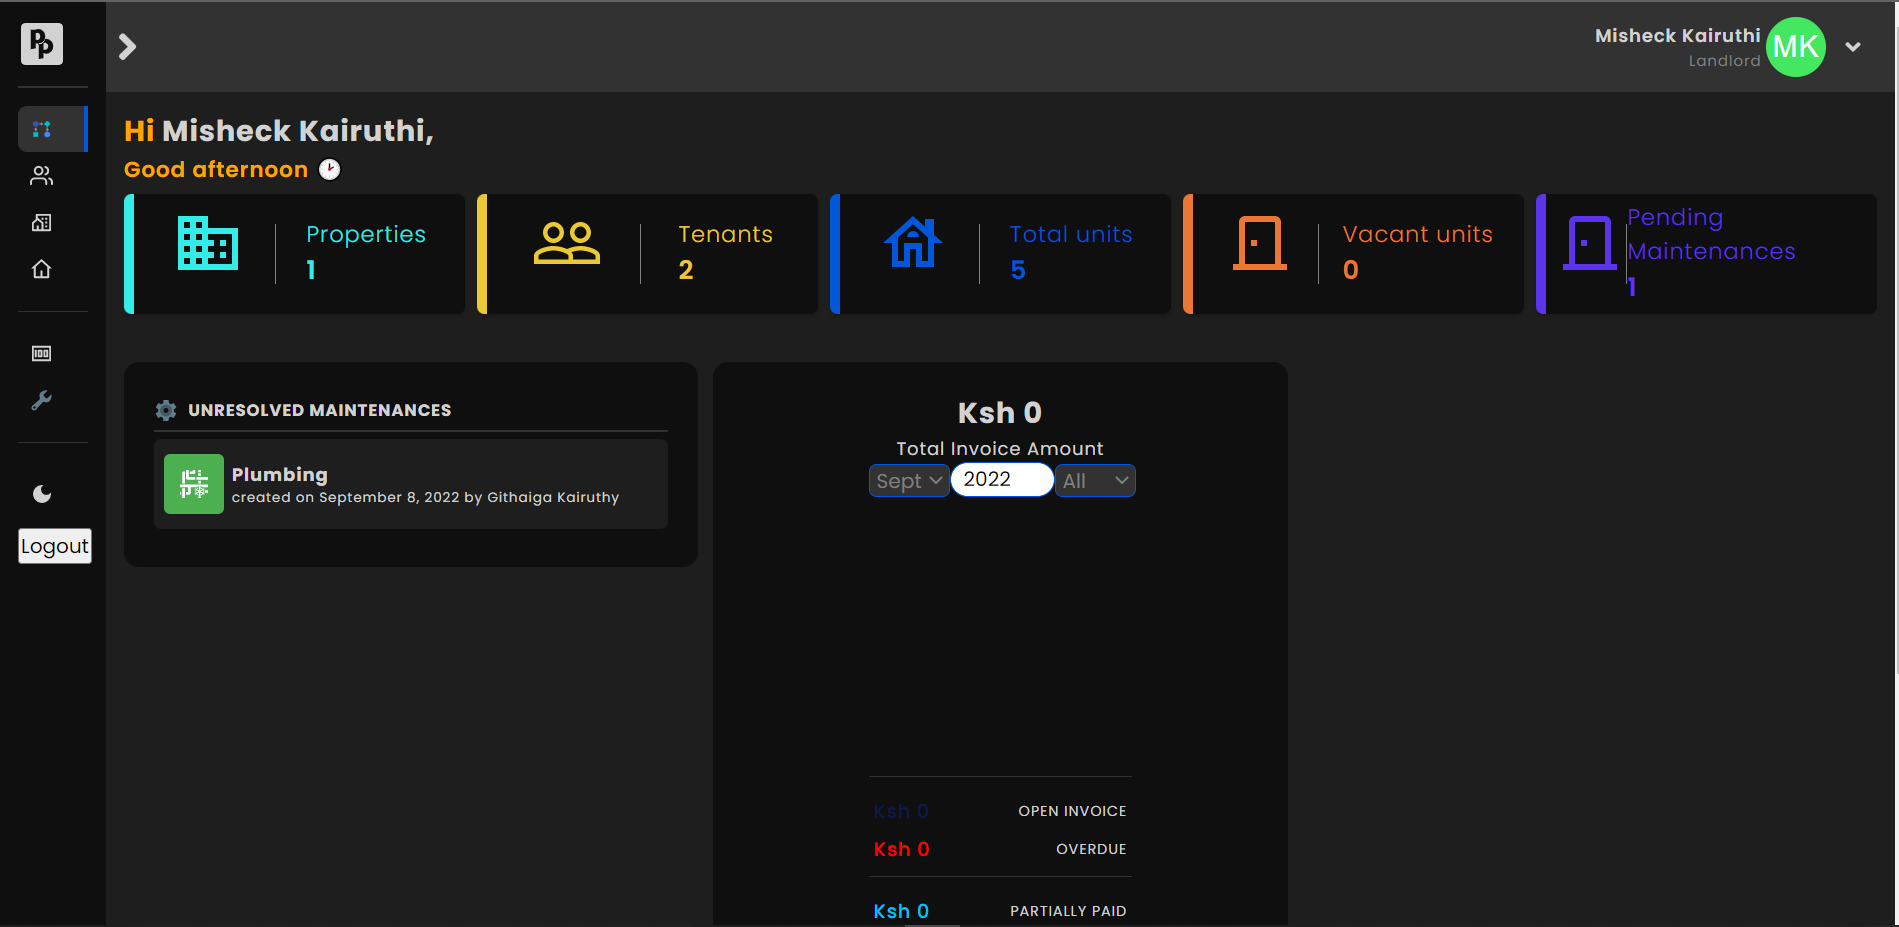 PP
Misheck Kairuthi
Landlord
MK
Hi Misheck Kairuthi,
Good afternoon
Properties
1
Tenants
2
Total units
5
Vacant units
0
Pending
Maintenances
1
UNRESOLVED MAINTENANCES
Plumbing
created on September 8, 2022 by Githaiga Kairuthy
Ksh 0
Total Invoice Amount
Sept 2022 All
Ksh 0 OPEN INVOICE
Ksh 0 OVERDUE
Ksh 0 PARTIALLY PAID
Logout